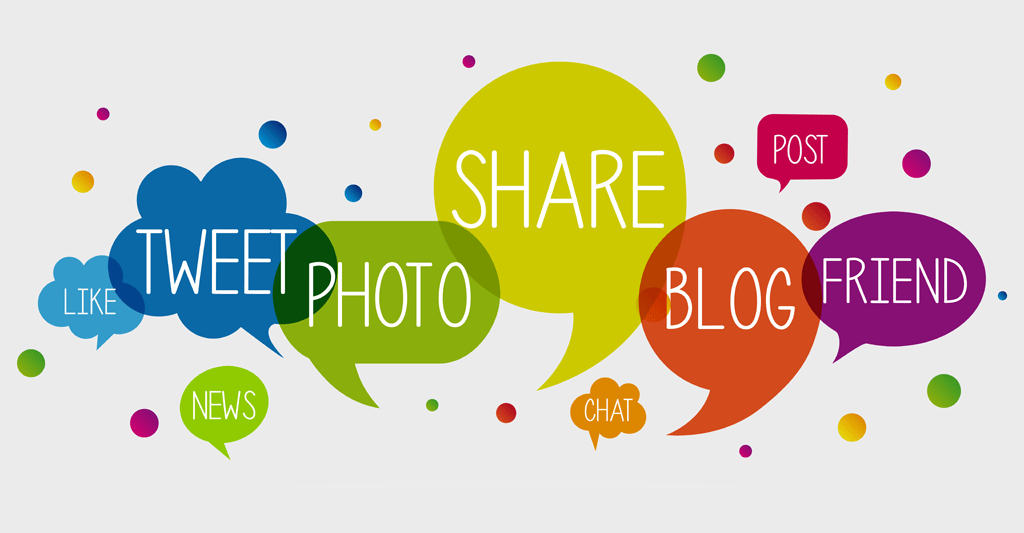 LIKE
TWEET
PHOTO
SHARE
BLOG
FRIEND
POST
NEWS
CHAT